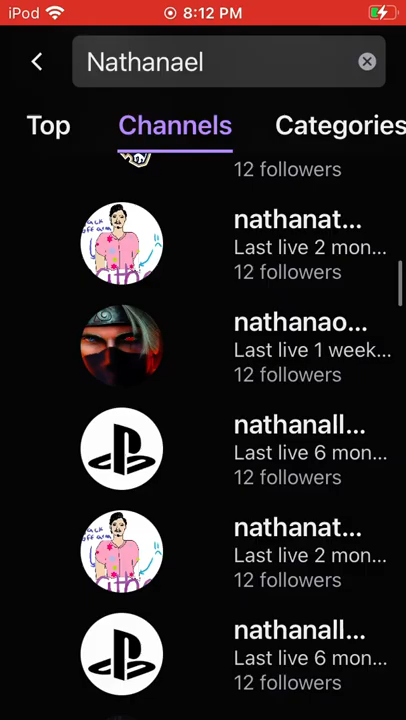 iPod 8:12 PM
Nathanael
Top Channels Categories
12 followers
nathanat...
Last live 2 mon...
12 followers
nathanao...
Last live 1 week...
12 followers
nathanall...
Last live 6 mon...
12 followers
nathanat...
Last live 2 mon...
12 followers
nathanall...
Last live 6 mon...
12 followers